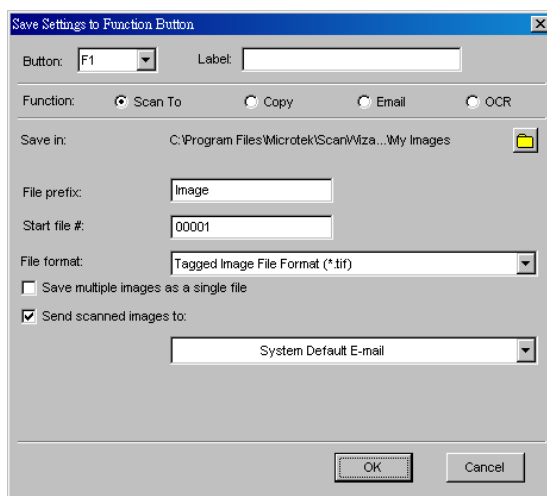 Save Settings to Function Button
Button: F1 Label:
Function: Scan To Copy Email OCR
Save in: C:\Program Files\Microtek\ScanWiza...\My Images
File prefix: Image
Start file #: 00001
File format: Tagged Image File Format (*.tif)
Save multiple images as a single file
Send scanned images to:
System Default E-mail
OK Cancel